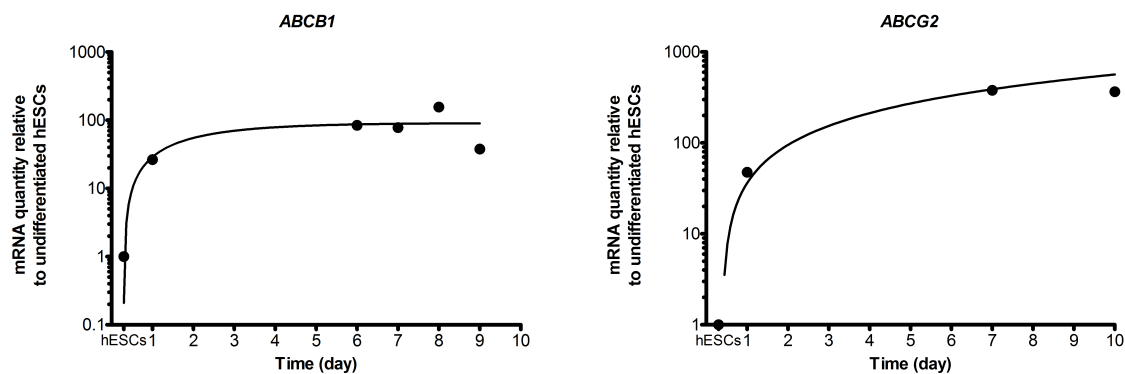 ABCB1
mRNA quantity relative
to undifferentiated hESCs
1000
100
10
1
0.1
hESCs 1 2 3 4 5 6 7 8 9 10
Time (day)
ABCG2
mRNA quantity relative
to undifferentiated hESCs
1000
100
10
1
hESCs 1 2 3 4 5 6 7 8 9 10
Time (day)